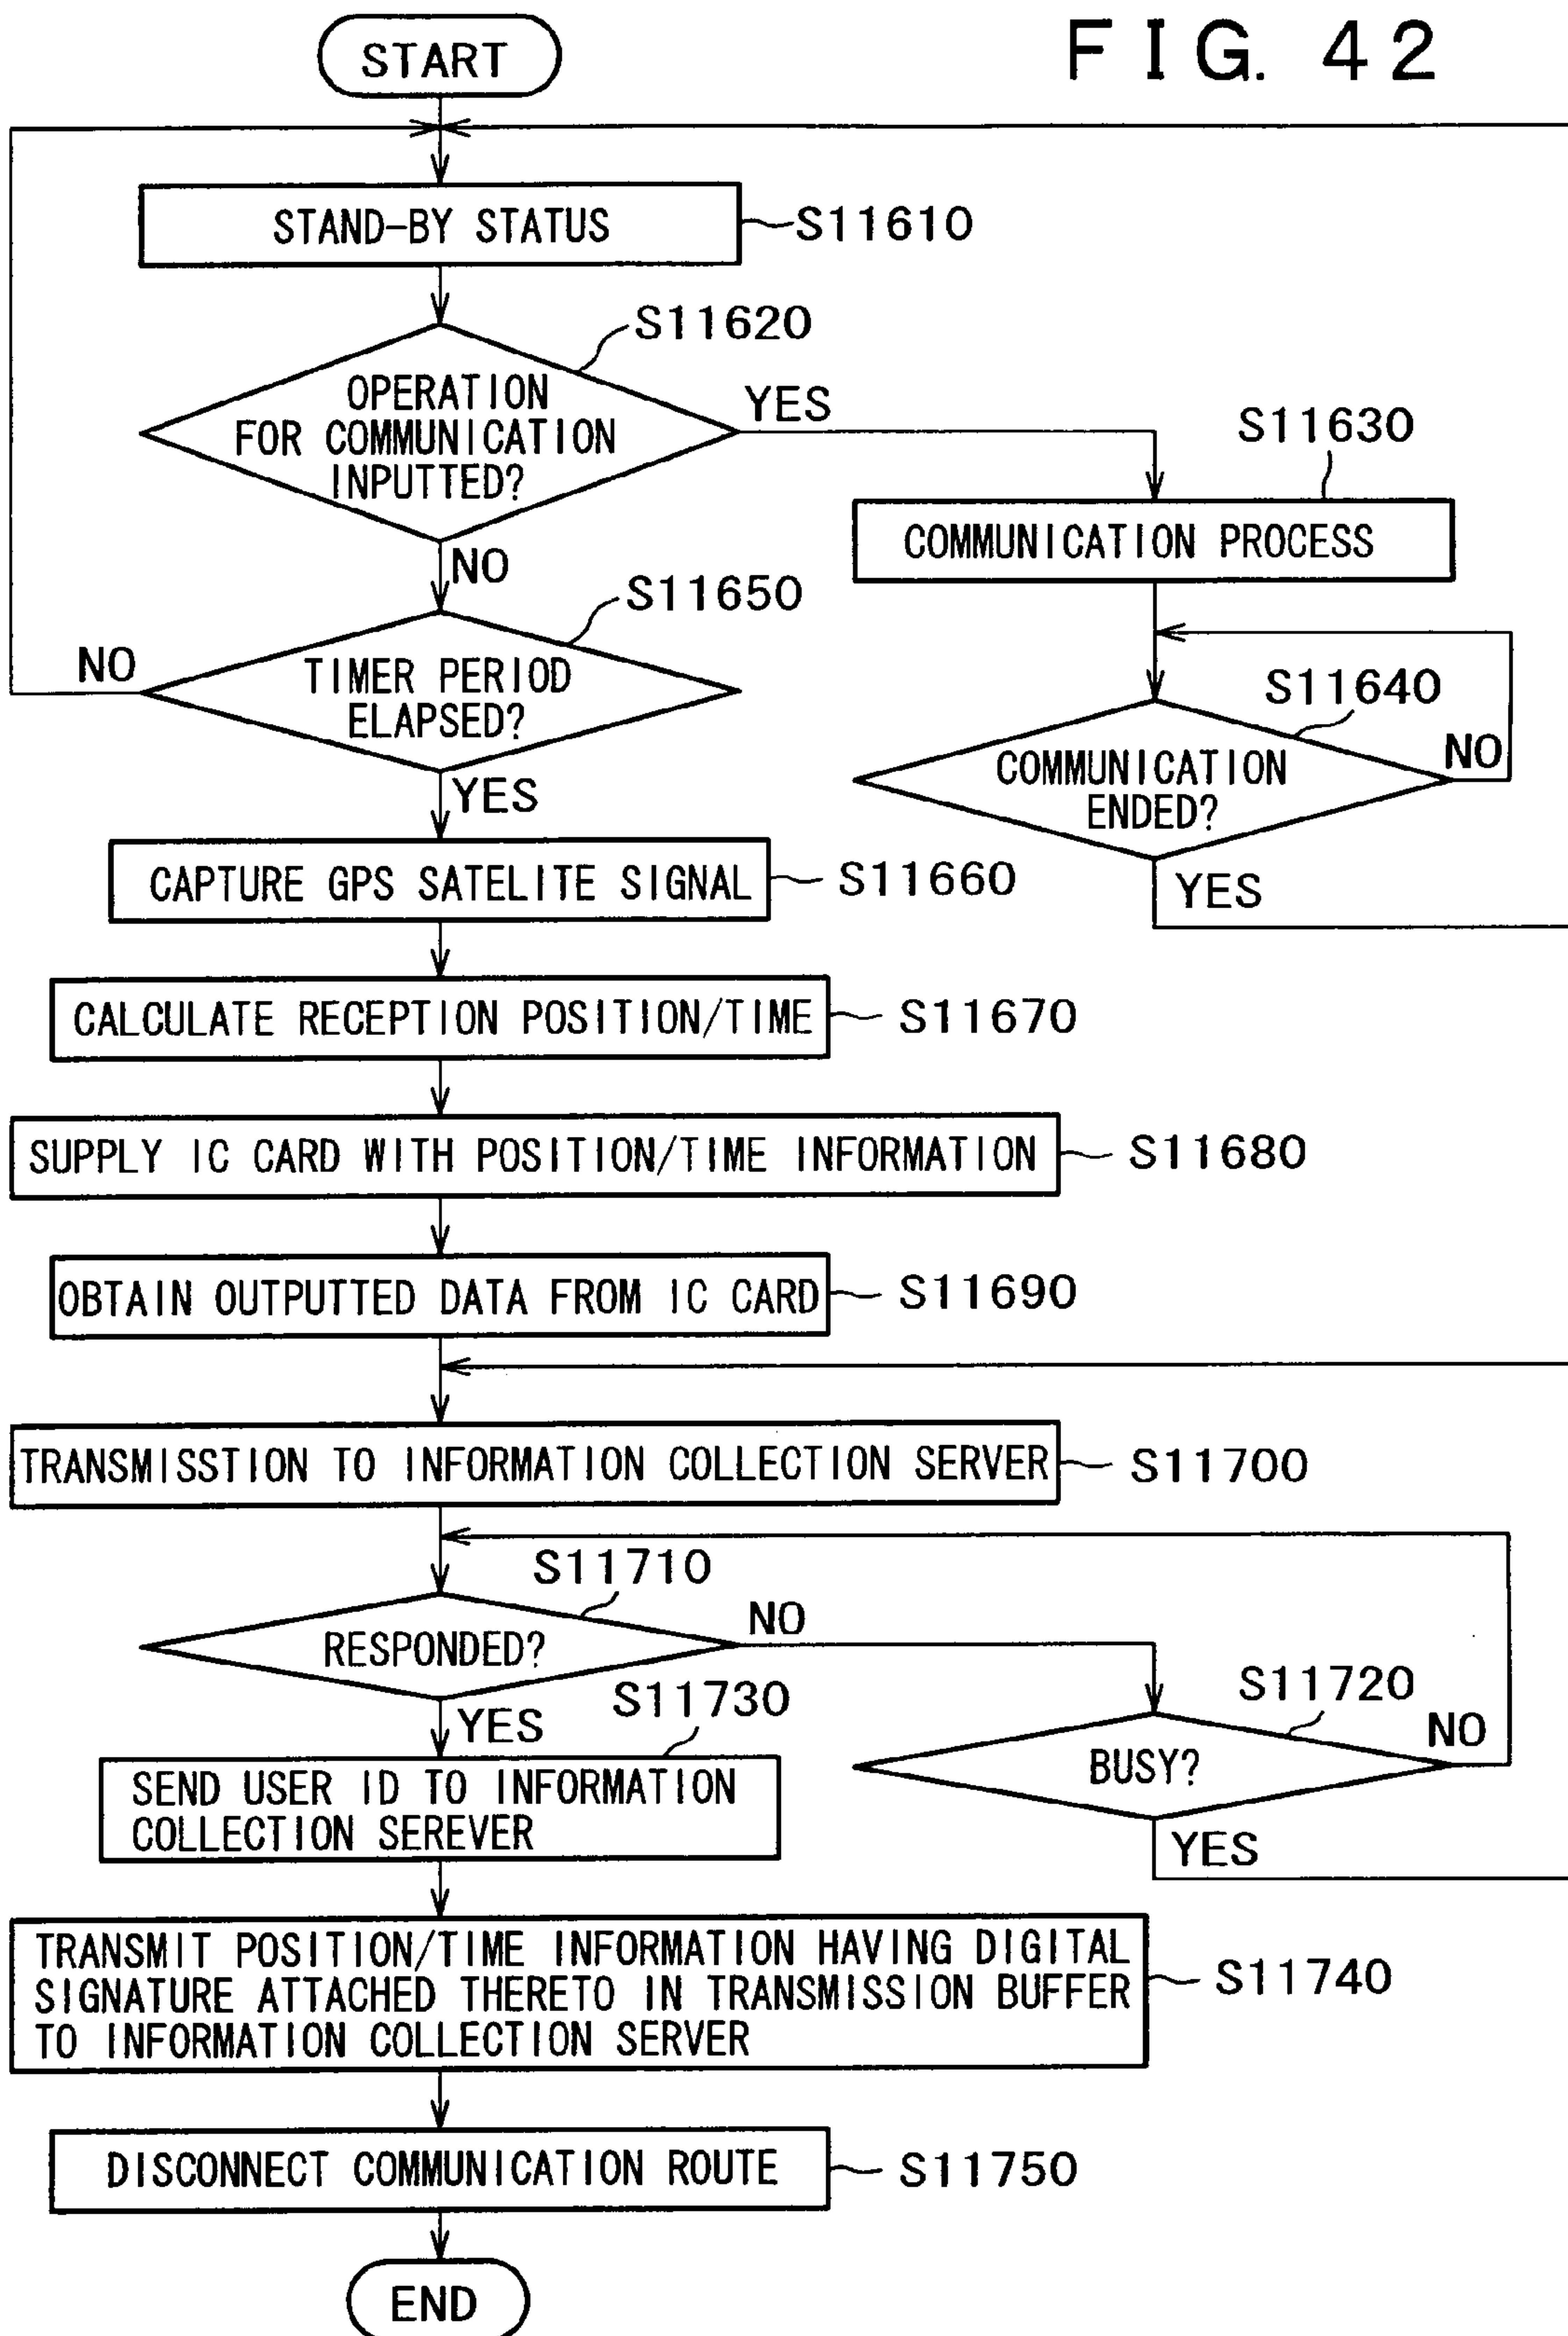 FIG. 42
START
STAND-BY STATUS
S11610
S11620
OPERATION
FOR COMMUNICATION
INPUTTED?
YES
S11630
COMMUNICATION PROCESS
NO
S11650
TIMER PERIOD
ELAPSED?
NO
S11640
COMMUNICATION
ENDED?
NO
YES
YES
CAPTURE GPS SATELITE SIGNAL
S11660
CALCULATE RECEPTION POSITION/TIME
S11670
SUPPLY IC CARD WITH POSITION/TIME INFORMATION
S11680
OBTAIN OUTPUTTED DATA FROM IC CARD
S11690
TRANSMISSTION TO INFORMATION COLLECTION SERVER
S11700
S11710
RESPONDED?
NO
S11720
BUSY?
NO
YES
YES
S11730
SEND USER ID TO INFORMATION
COLLECTION SEREVER
TRANSMIT POSITION/TIME INFORMATION HAVING DIGITAL
SIGNATURE ATTACHED THERETO IN TRANSMISSION BUFFER
TO INFORMATION COLLECTION SERVER
S11740
DISCONNECT COMMUNICATION ROUTE
S11750
END